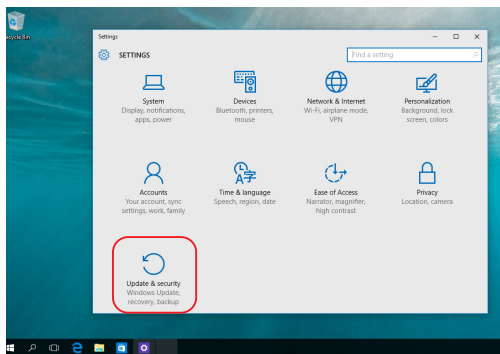 Recycle Bin
Settings
SETTINGS
Find a setting
System
Display, notifications,
apps, power
Devices
Bluetooth, printers,
mouse
Network & Internet
Wi-Fi, airplane mode,
VPN
Personalization
Background, lock
screen, colors
Accounts
Your account, sync
settings, work, family
Time & language
Speech, region, date
Ease of Access
Narrator, magnifier,
high contrast
Privacy
Location, camera
Update & security
Windows Update,
recovery, backup